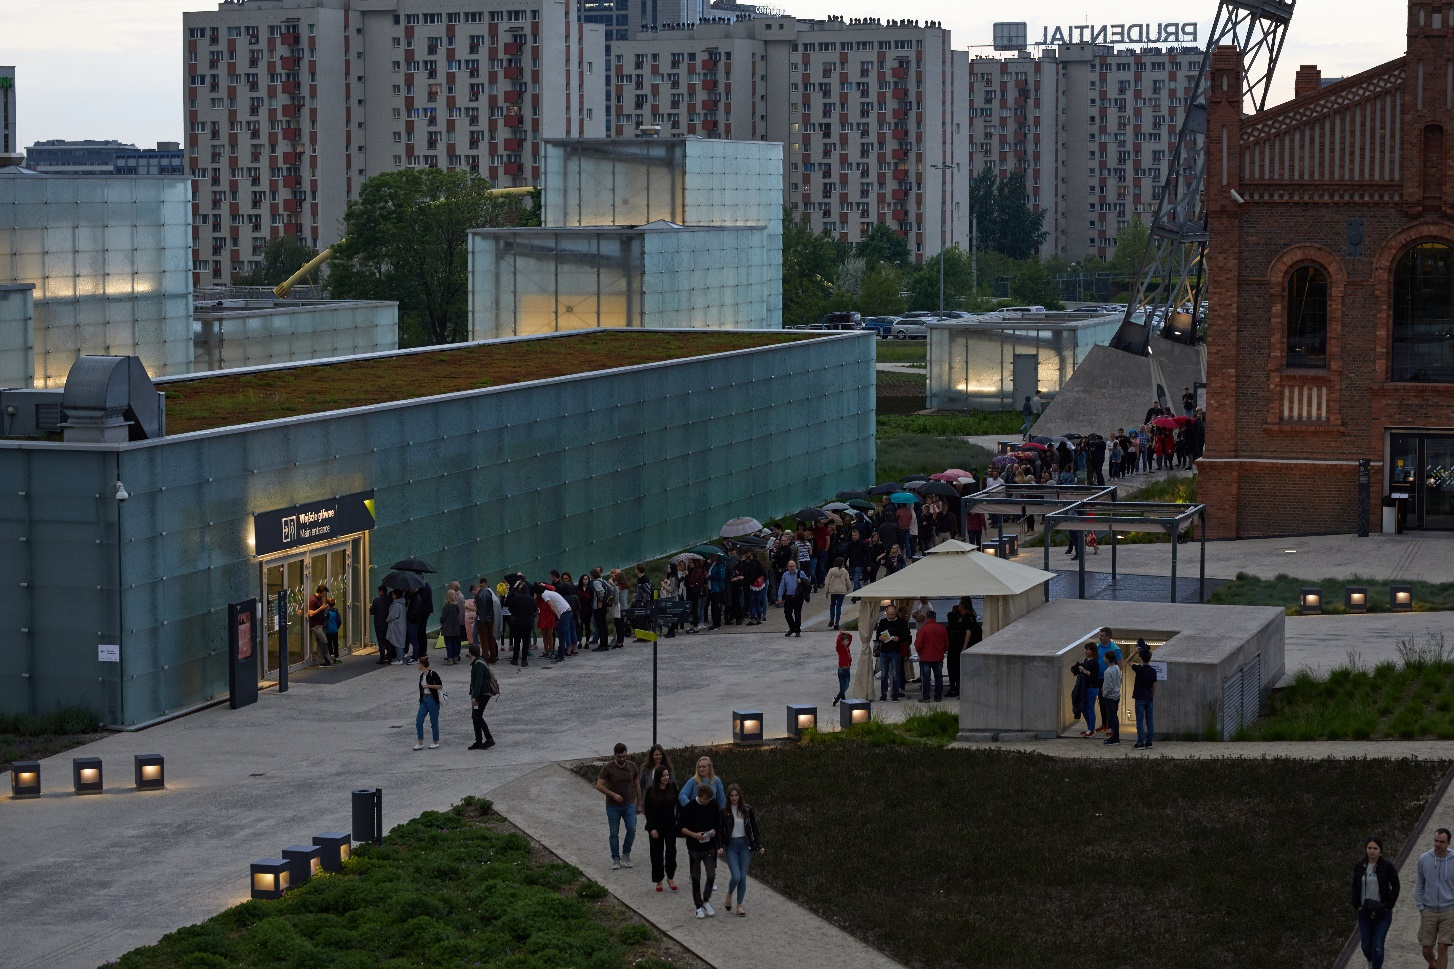 PRUDENTIAL
Wejście główne
Main entrance